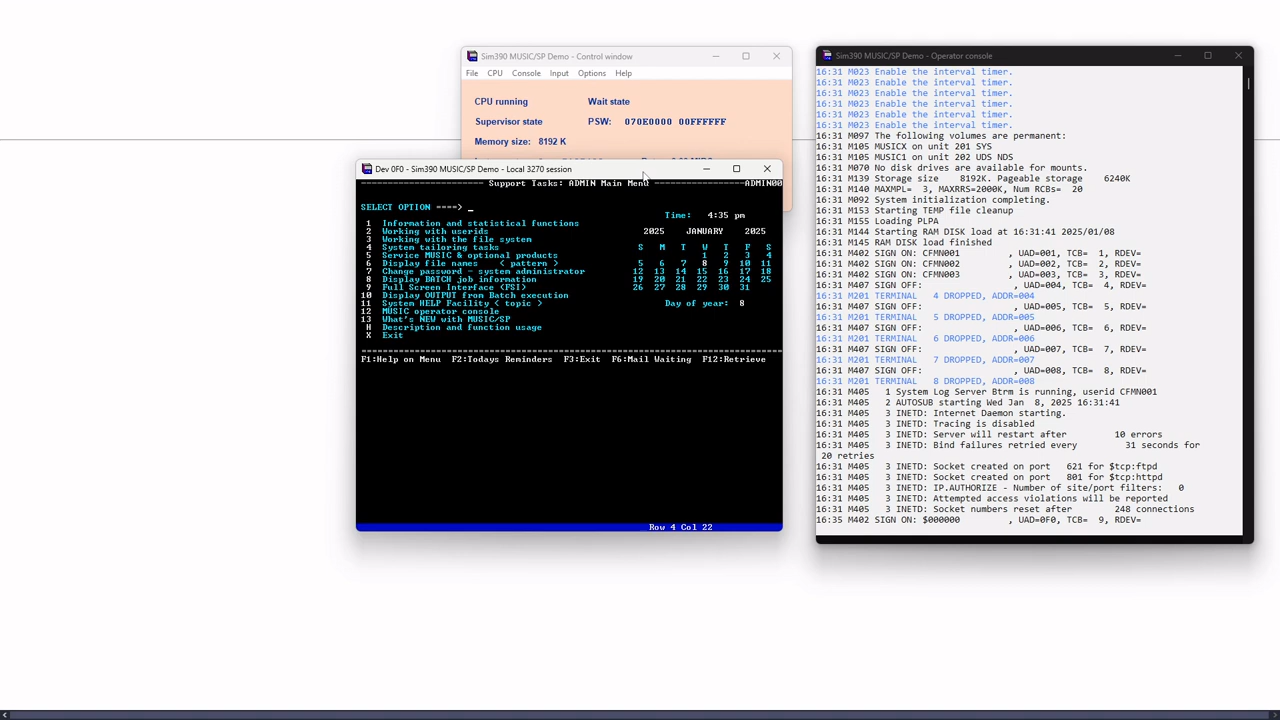 Sim390 MUSIC/SP Demo - Control window
File CPU Console Input Options Help
CPU running Wait state
Supervisor state PSW: 070E0000 00FFFFFF
Memory size: 8192 K
Dev 0F0 - Sim390 MUSIC/SP Demo - Local 3270 session
Support Tasks: ADMIN Main Menu ADMIN00
SELECT OPTION ====> _
Time: 4:35 pm
1 Information and statistical functions
2 Working with userids 2025 JANUARY 2025
3 Working with the file system
4 System tailoring tasks S M T W T F S
5 Service MUSIC & optional products 1 2 3 4
6 Display file names < pattern > 5 6 7 8 9 10 11
7 Change password - system administrator 12 13 14 15 16 17 18
8 Display BATCH job information 19 20 21 22 23 24 25
9 Full Screen Interface (FSI) 26 27 28 29 30 31
10 Display OUTPUT from Batch execution
11 System HELP Facility < topic > Day of year: 8
12 MUSIC operator console
13 What's NEW with MUSIC/SP
H Description and function usage
X Exit
F1:Help on Menu F2:Todays Reminders F3:Exit F6:Mail Waiting F12:Retrieve
Row 4 Col 22
Sim390 MUSIC/SP Demo - Operator console
16:31 M023 Enable the interval timer.
16:31 M023 Enable the interval timer.
16:31 M023 Enable the interval timer.
16:31 M023 Enable the interval timer.
16:31 M023 Enable the interval timer.
16:31 M023 Enable the interval timer.
16:31 M097 The following volumes are permanent:
16:31 M105 MUSICX on unit 201 SYS
16:31 M105 MUSIC1 on unit 202 UDS NDS
16:31 M070 No disk drives are available for mounts.
16:31 M139 Storage size 8192K. Pageable storage 6240K
16:31 M140 MAXMPL= 3, MAXRRS=2000K, Num RCBs= 20
16:31 M092 System initialization completing.
16:31 M153 Starting TEMP file cleanup
16:31 M155 Loading PLPA
16:31 M144 Starting RAM DISK load at 16:31:41 2025/01/08
16:31 M145 RAM DISK load finished
16:31 M402 SIGN ON: CFMN001 , UAD=001, TCB= 1, RDEV=
16:31 M402 SIGN ON: CFMN002 , UAD=002, TCB= 2, RDEV=
16:31 M402 SIGN ON: CFMN003 , UAD=003, TCB= 3, RDEV=
16:31 M407 SIGN OFF: , UAD=004, TCB= 4, RDEV=
16:31 M201 TERMINAL 4 DROPPED, ADDR=004
16:31 M407 SIGN OFF: , UAD=005, TCB= 5, RDEV=
16:31 M201 TERMINAL 5 DROPPED, ADDR=005
16:31 M407 SIGN OFF: , UAD=006, TCB= 6, RDEV=
16:31 M201 TERMINAL 6 DROPPED, ADDR=006
16:31 M407 SIGN OFF: , UAD=007, TCB= 7, RDEV=
16:31 M201 TERMINAL 7 DROPPED, ADDR=007
16:31 M407 SIGN OFF: , UAD=008, TCB= 8, RDEV=
16:31 M201 TERMINAL 8 DROPPED, ADDR=008
16:31 M405 1 System Log Server Btrm is running, userid CFMN001
16:31 M405 2 AUTOSUB starting Wed Jan 8, 2025 16:31:41
16:31 M405 3 INETD: Internet Daemon starting.
16:31 M405 3 INETD: Tracing is disabled
16:31 M405 3 INETD: Server will restart after 10 errors
16:31 M405 3 INETD: Bind failures retried every 31 seconds for
20 retries
16:31 M405 3 INETD: Socket created on port 621 for $tcp:ftpd
16:31 M405 3 INETD: Socket created on port 801 for $tcp:httpd
16:31 M405 3 INETD: IP.AUTHORIZE - Number of site/port filters: 0
16:31 M405 3 INETD: Attempted access violations will be reported
16:31 M405 3 INETD: Socket numbers reset after 248 connections
16:35 M402 SIGN ON: $000000 , UAD=0F0, TCB= 9, RDEV=